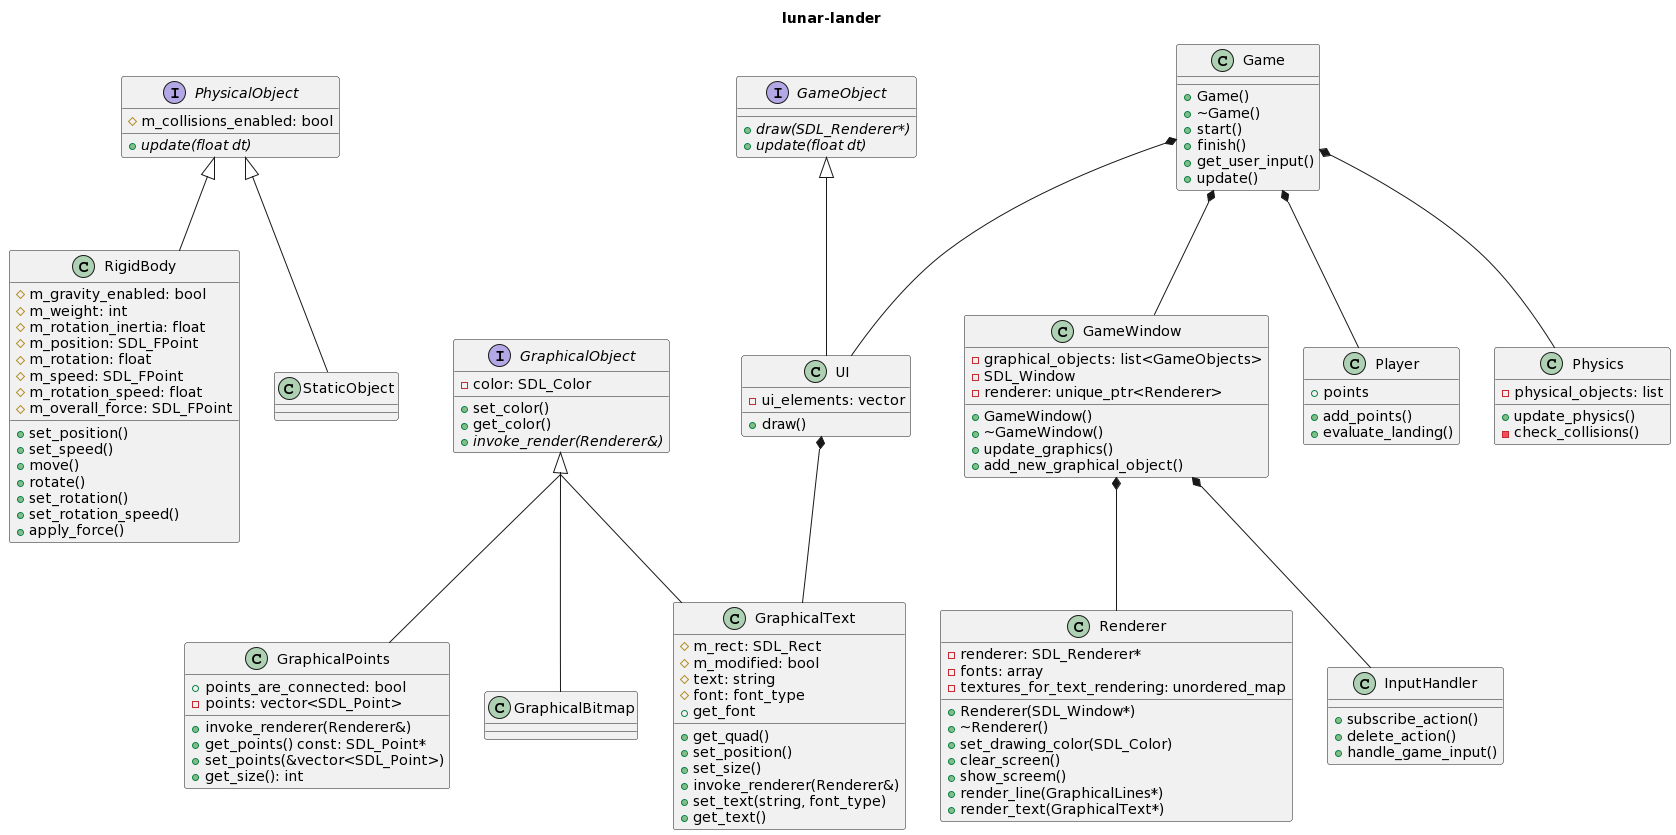 lunar-lander
I PhysicalObject
m_collisions_enabled: bool
update(float dt)
I GameObject
draw(SDL_Renderer*)
update(float dt)
C Game
Game()
~Game()
start()
finish()
get_user_input()
update()
C RigidBody
m_gravity_enabled: bool
m_weight: int
m_rotation_inertia: float
m_position: SDL_FPoint
m_rotation: float
m_speed: SDL_FPoint
m_rotation_speed: float
m_overall_force: SDL_FPoint
set_position()
set_speed()
move()
rotate()
set_rotation()
set_rotation_speed()
apply_force()
C StaticObject
I GraphicalObject
color: SDL_Color
set_color()
get_color()
invoke_render(Renderer&)
C UI
ui_elements: vector
draw()
C GameWindow
graphical_objects: list<GameObjects>
SDL_Window
renderer: unique_ptr<Renderer>
GameWindow()
~GameWindow()
update_graphics()
add_new_graphical_object()
C Player
points
add_points()
evaluate_landing()
C Physics
physical_objects: list
update_physics()
check_collisions()
C GraphicalPoints
points_are_connected: bool
points: vector<SDL_Point>
invoke_renderer(Renderer&)
get_points() const: SDL_Point*
set_points(&vector<SDL_Point>)
get_size(): int
C GraphicalBitmap
C GraphicalText
m_rect: SDL_Rect
m_modified: bool
text: string
font: font_type
get_font
get_quad()
set_position()
set_size()
invoke_renderer(Renderer&)
set_text(string, font_type)
get_text()
C Renderer
renderer: SDL_Renderer*
fonts: array
textures_for_text_rendering: unordered_map
Renderer(SDL_Window*)
~Renderer()
set_drawing_color(SDL_Color)
clear_screen()
show_screem()
render_line(GraphicalLines*)
render_text(GraphicalText*)
C InputHandler
subscribe_action()
delete_action()
handle_game_input()